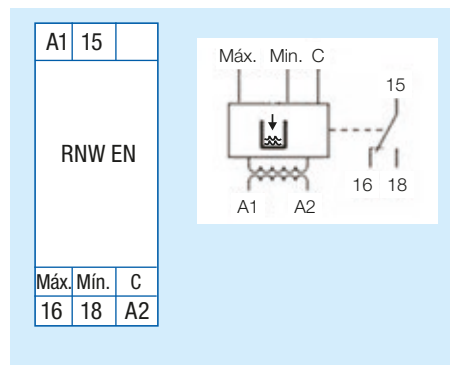 A1 15
RNW EN
Máx. Mín. C
16 18 A2
Máx. Min. C
15
16 18
A1 A2